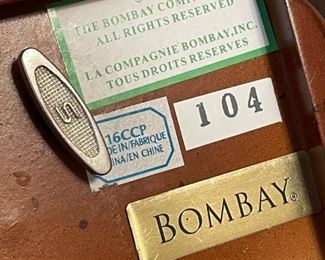 THE BOMBAY COMP
ALL RIGHTS RESERVED
LA COMPAGNIE BOMBAY, INC.
TOUS DROITS RESERVES
16CCP
DE IN/FABRIQUE
INA/EN CHINE
104
BOMBAY®